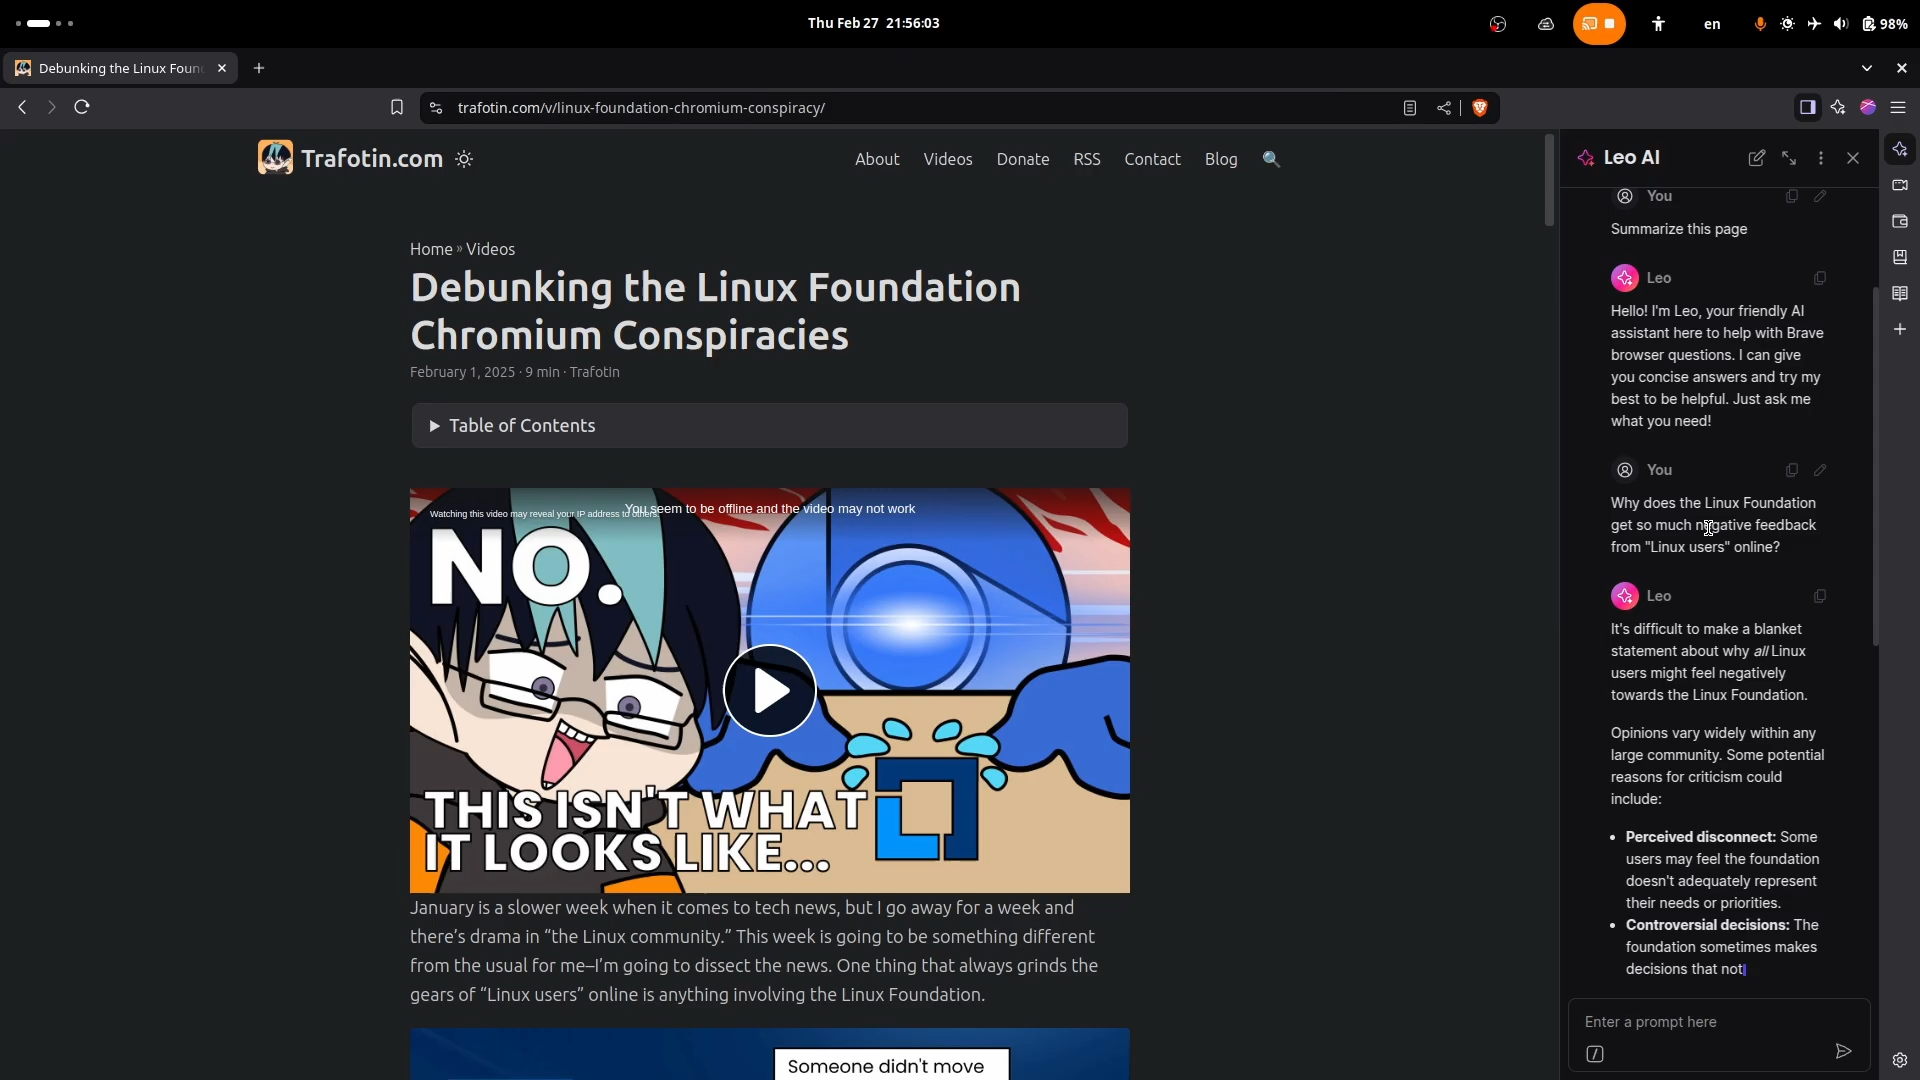 Thu Feb 27 21:56:03
en
98%
Debunking the Linux Foun
trafotin.com/v/linux-foundation-chromium-conspiracy/
Trafotin.com
About Videos Donate RSS Contact Blog
Home » Videos
Debunking the Linux Foundation
Chromium Conspiracies
February 1, 2025 · 9 min · Trafotin
Table of Contents
You seem to be offline and the video may not work
Watching this video may reveal your IP address to others.
NO.
THIS ISN'T WHAT
IT LOOKS LIKE...
January is a slower week when it comes to tech news, but I go away for a week and
there’s drama in “the Linux community.” This week is going to be something different
from the usual for me–I’m going to dissect the news. One thing that always grinds the
gears of “Linux users” online is anything involving the Linux Foundation.
Someone didn't move
Leo AI
You
Summarize this page
Leo
Hello! I'm Leo, your friendly AI
assistant here to help with Brave
browser questions. I can give
you concise answers and try my
best to be helpful. Just ask me
what you need!
You
Why does the Linux Foundation
get so much negative feedback
from "Linux users" online?
Leo
It's difficult to make a blanket
statement about why all Linux
users might feel negatively
towards the Linux Foundation.
Opinions vary widely within any
large community. Some potential
reasons for criticism could
include:
• Perceived disconnect: Some
users may feel the foundation
doesn't adequately represent
their needs or priorities.
• Controversial decisions: The
foundation sometimes makes
decisions that not
Enter a prompt here
/